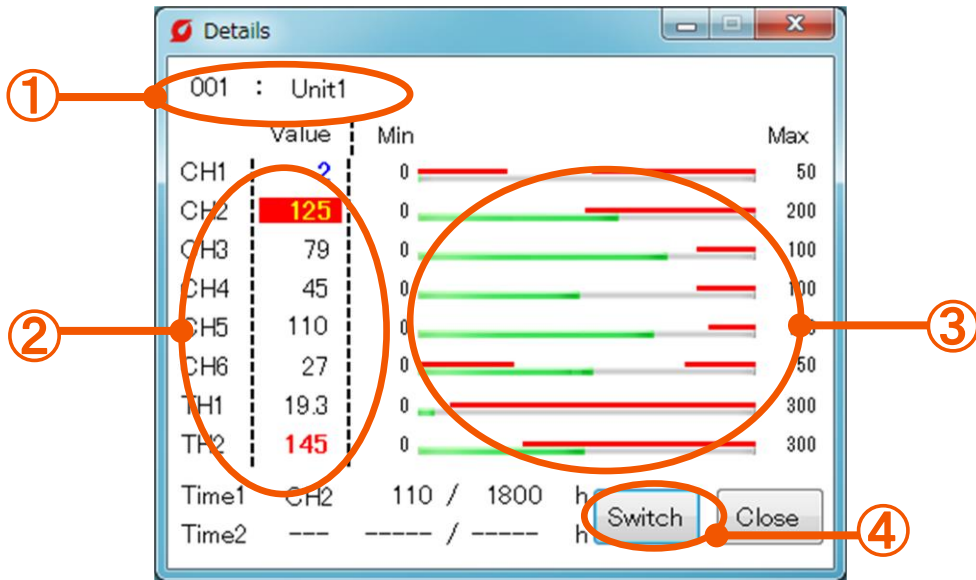 Details
① 001 : Unit1
Value Min Max
CH1 2 0 50
CH2 125 0 200
CH3 79 0 100
CH4 45 0 100
② CH5 110 0 ③
CH6 27 0 50
TH1 19.3 0 300
TH2 145 0 300
Time1 CH2 110 / 1800 h
Switch Close ④
Time2 --- ----- / ----- h